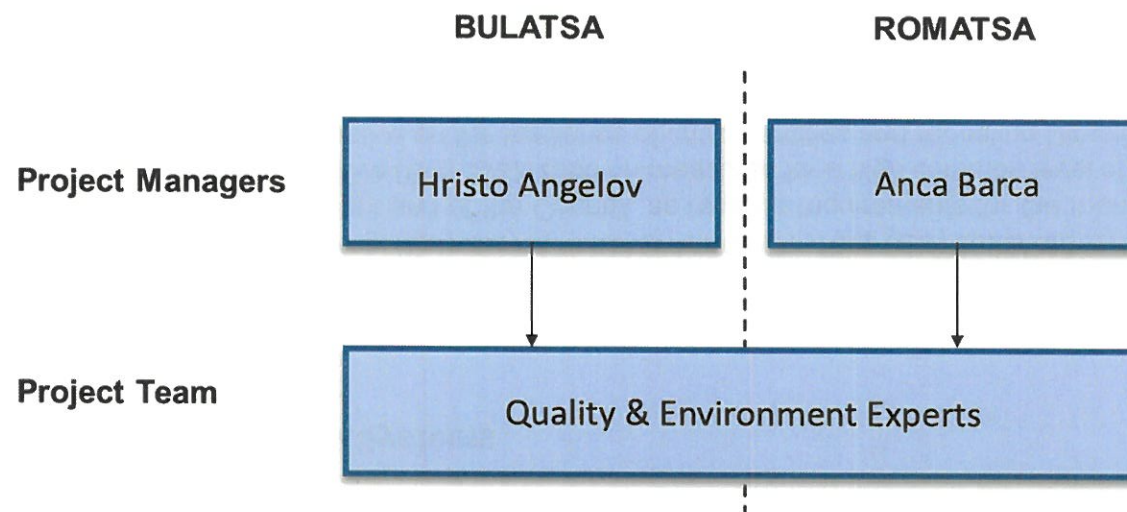 BULATSA ROMATSA
Project Managers Hristo Angelov Anca Barca
Project Team
Quality & Environment Experts